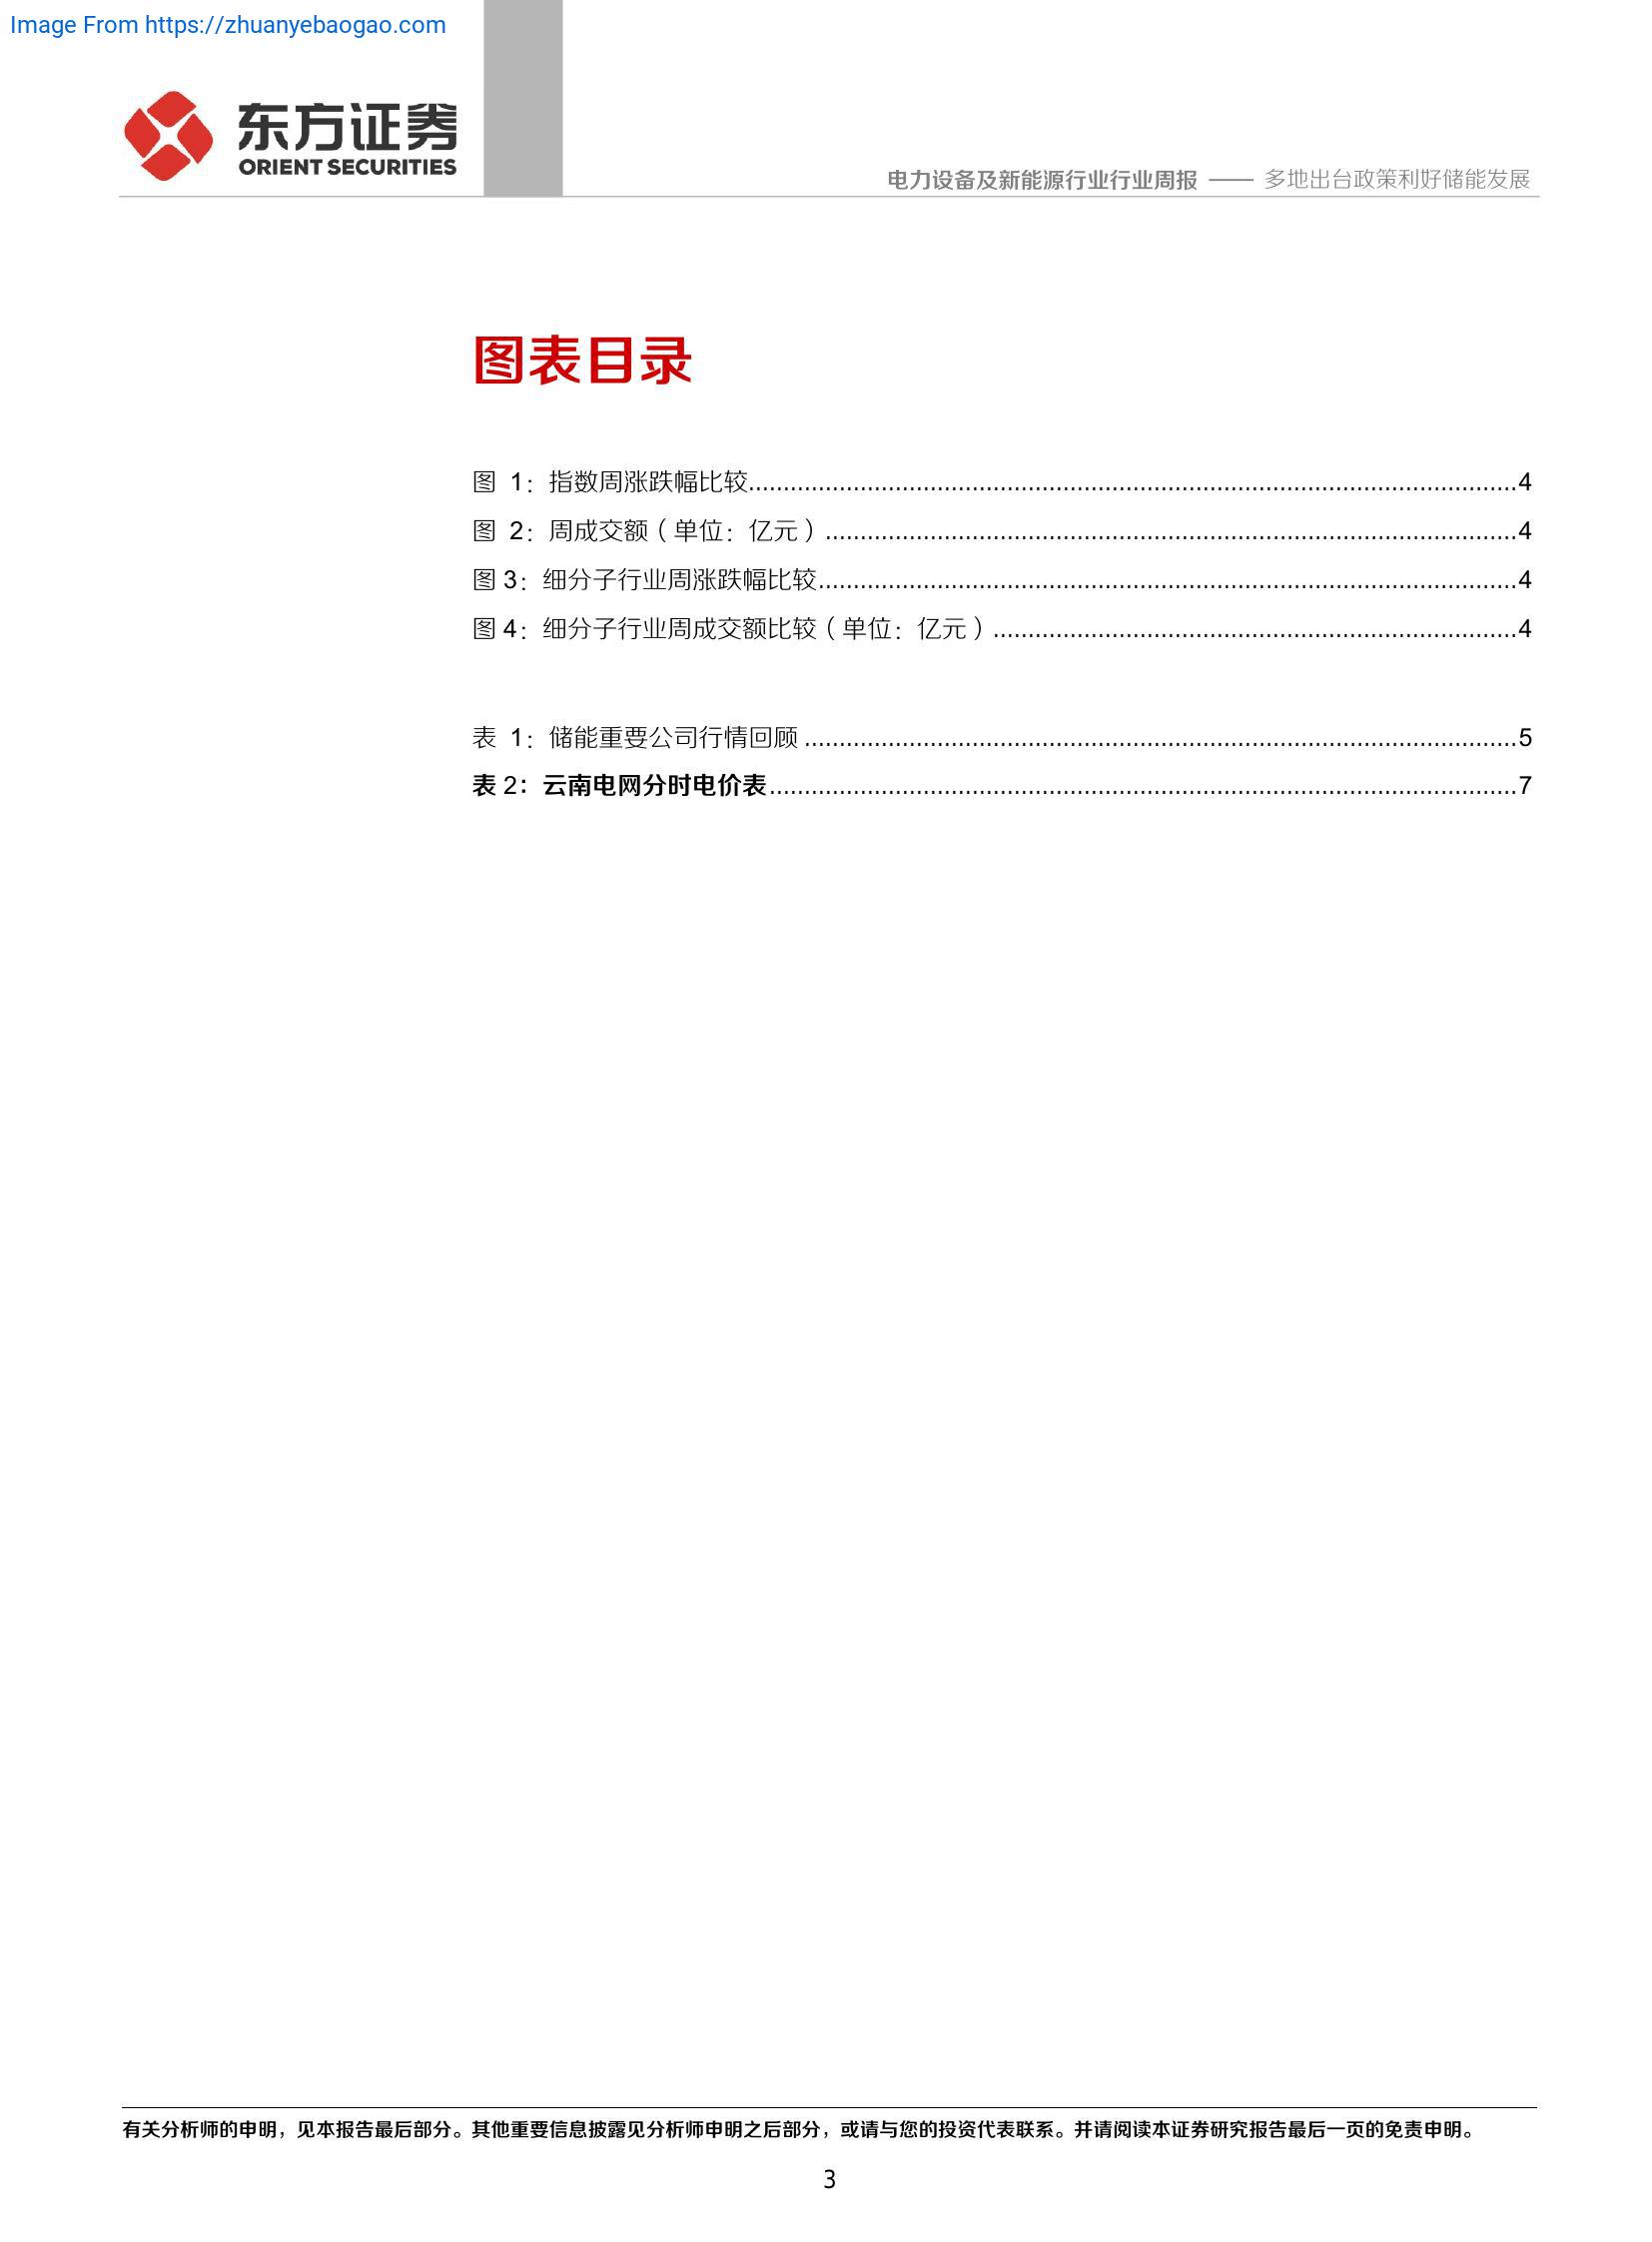 Image From https://zhuanyebaogao.com
东方证券
ORIENT SECURITIES
电力设备及新能源行业行业周报 —— 多地出台政策利好储能发展
图表目录
图 1：指数周涨跌幅比较....................4
图 2：周成交额（单位：亿元）....................4
图 3：细分子行业周涨跌幅比较....................4
图 4：细分子行业周成交额比较（单位：亿元）....................4
表 1：储能重要公司行情回顾....................5
表 2：云南电网分时电价表....................7
有关分析师的申明，见本报告最后部分。其他重要信息披露见分析师申明之后部分，或请与您的投资代表联系。并请阅读本证券研究报告最后一页的免责申明。
3